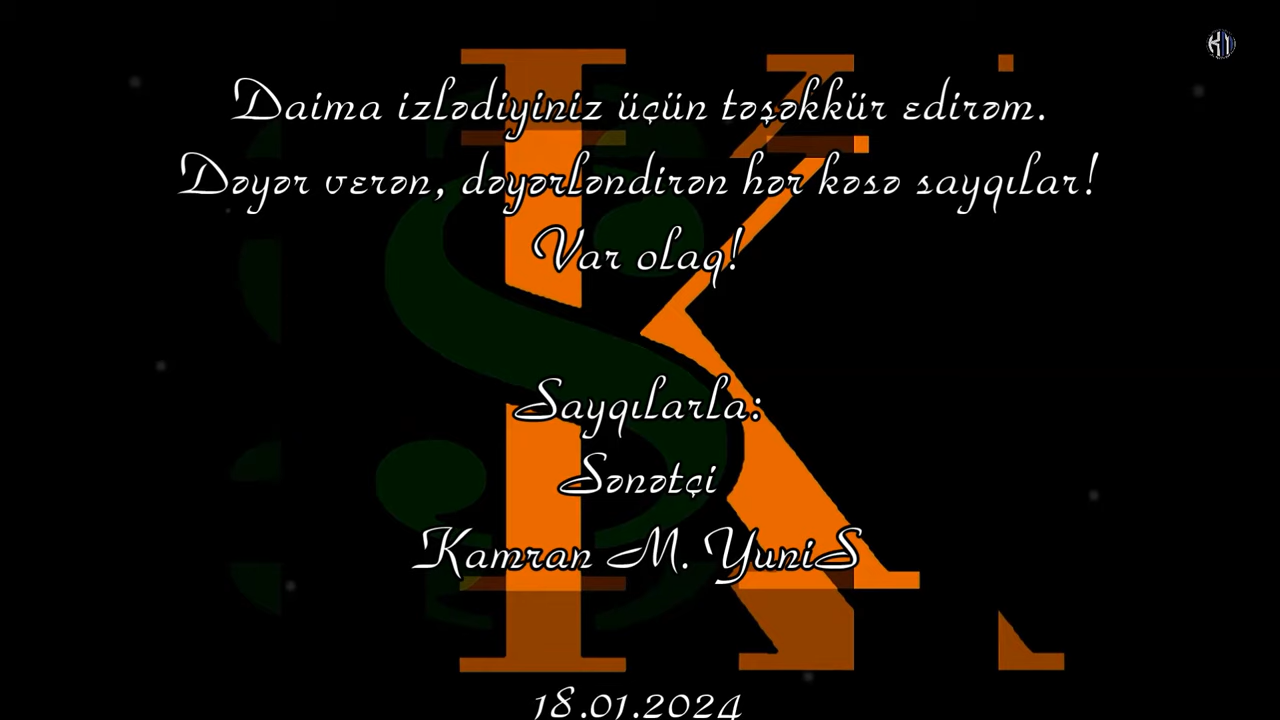 Daima izlədiyiniz üçün təşəkkür edirəm.
Dəyər verən, dəyərləndirən hər kəsə sayqılar!
Var olaq!
Sayqılarla:
Sənətçi
Kamran M. YuniS
18.01.2024